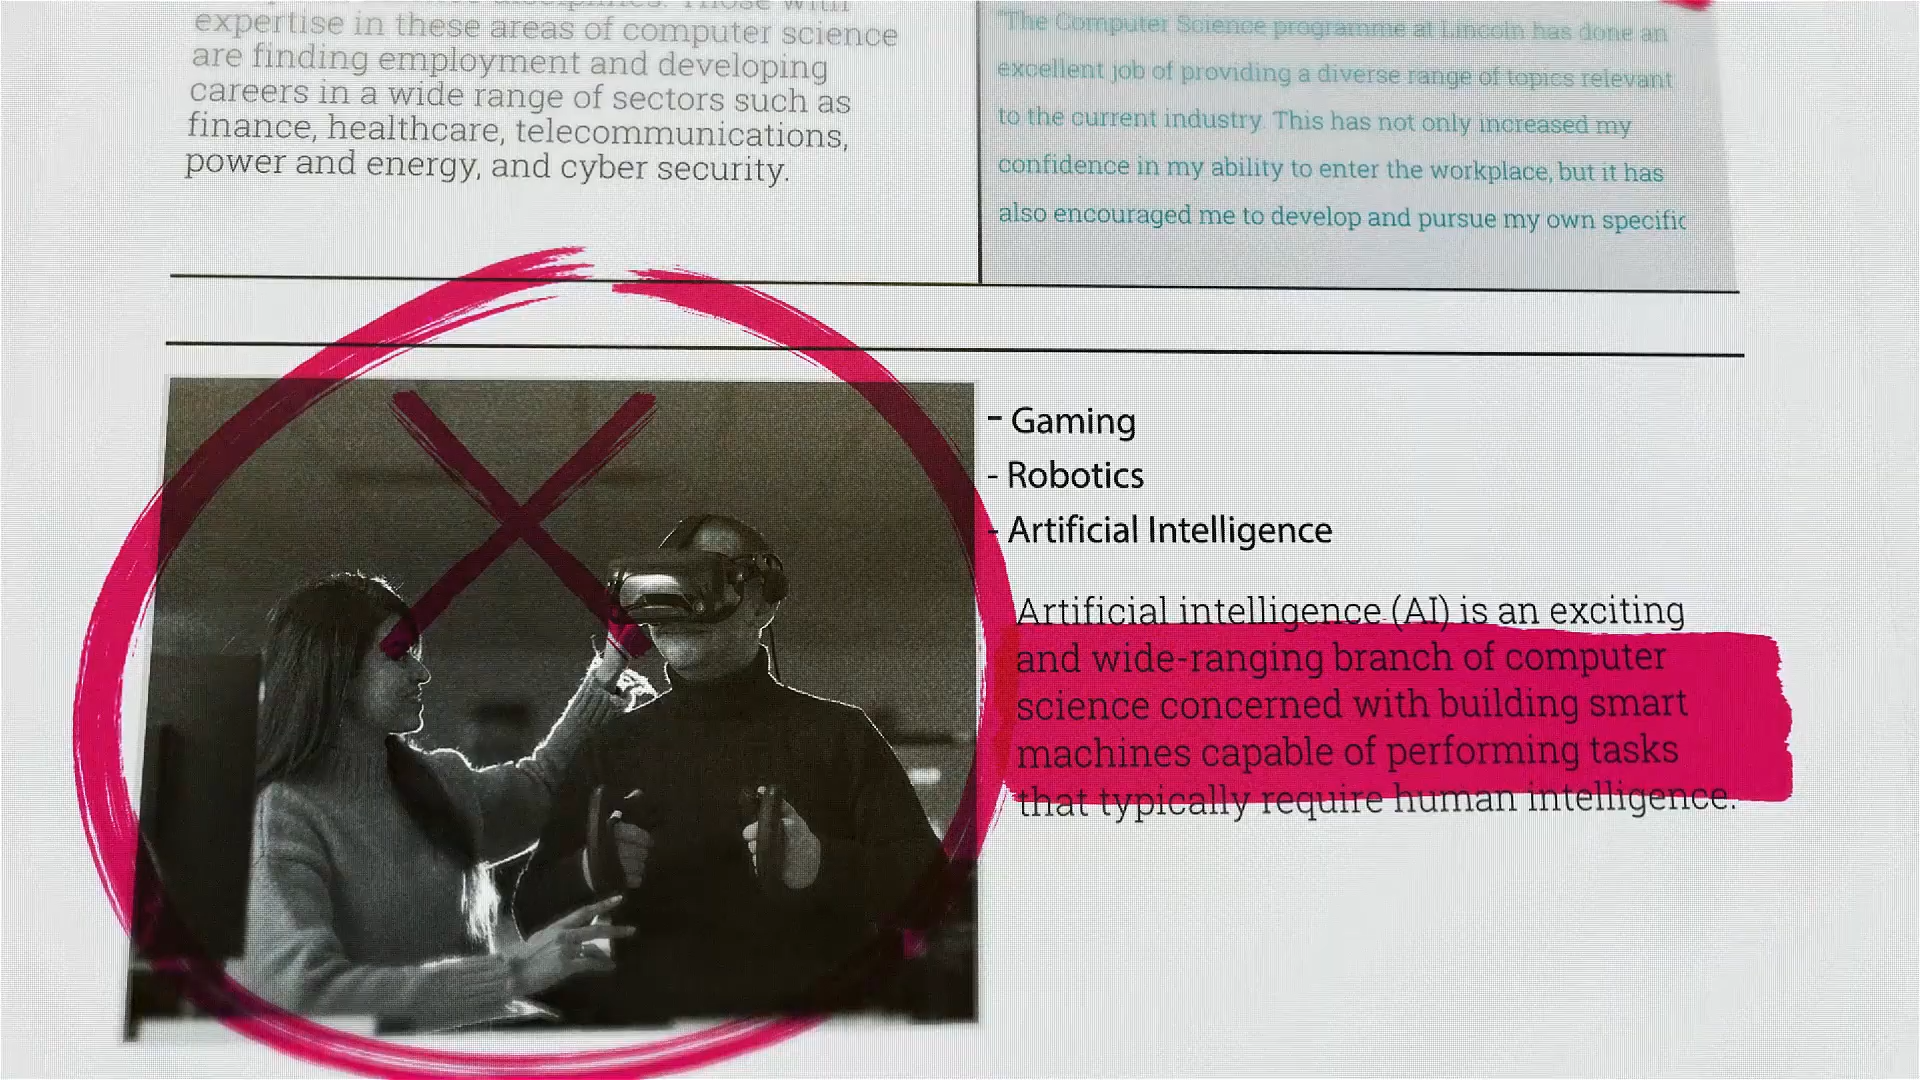 expertise in these areas of computer science
are finding employment and developing
careers in a wide range of sectors such as
finance, healthcare, telecommunications,
power and energy, and cyber security.
"The Computer Science programme at Lincoln has done an
excellent job of providing a diverse range of topics relevant
to the current industry. This has not only increased my
confidence in my ability to enter the workplace, but it has
also encouraged me to develop and pursue my own specific
- Gaming
- Robotics
- Artificial Intelligence
Artificial intelligence (AI) is an exciting
and wide-ranging branch of computer
science concerned with building smart
machines capable of performing tasks
that typically require human intelligence.